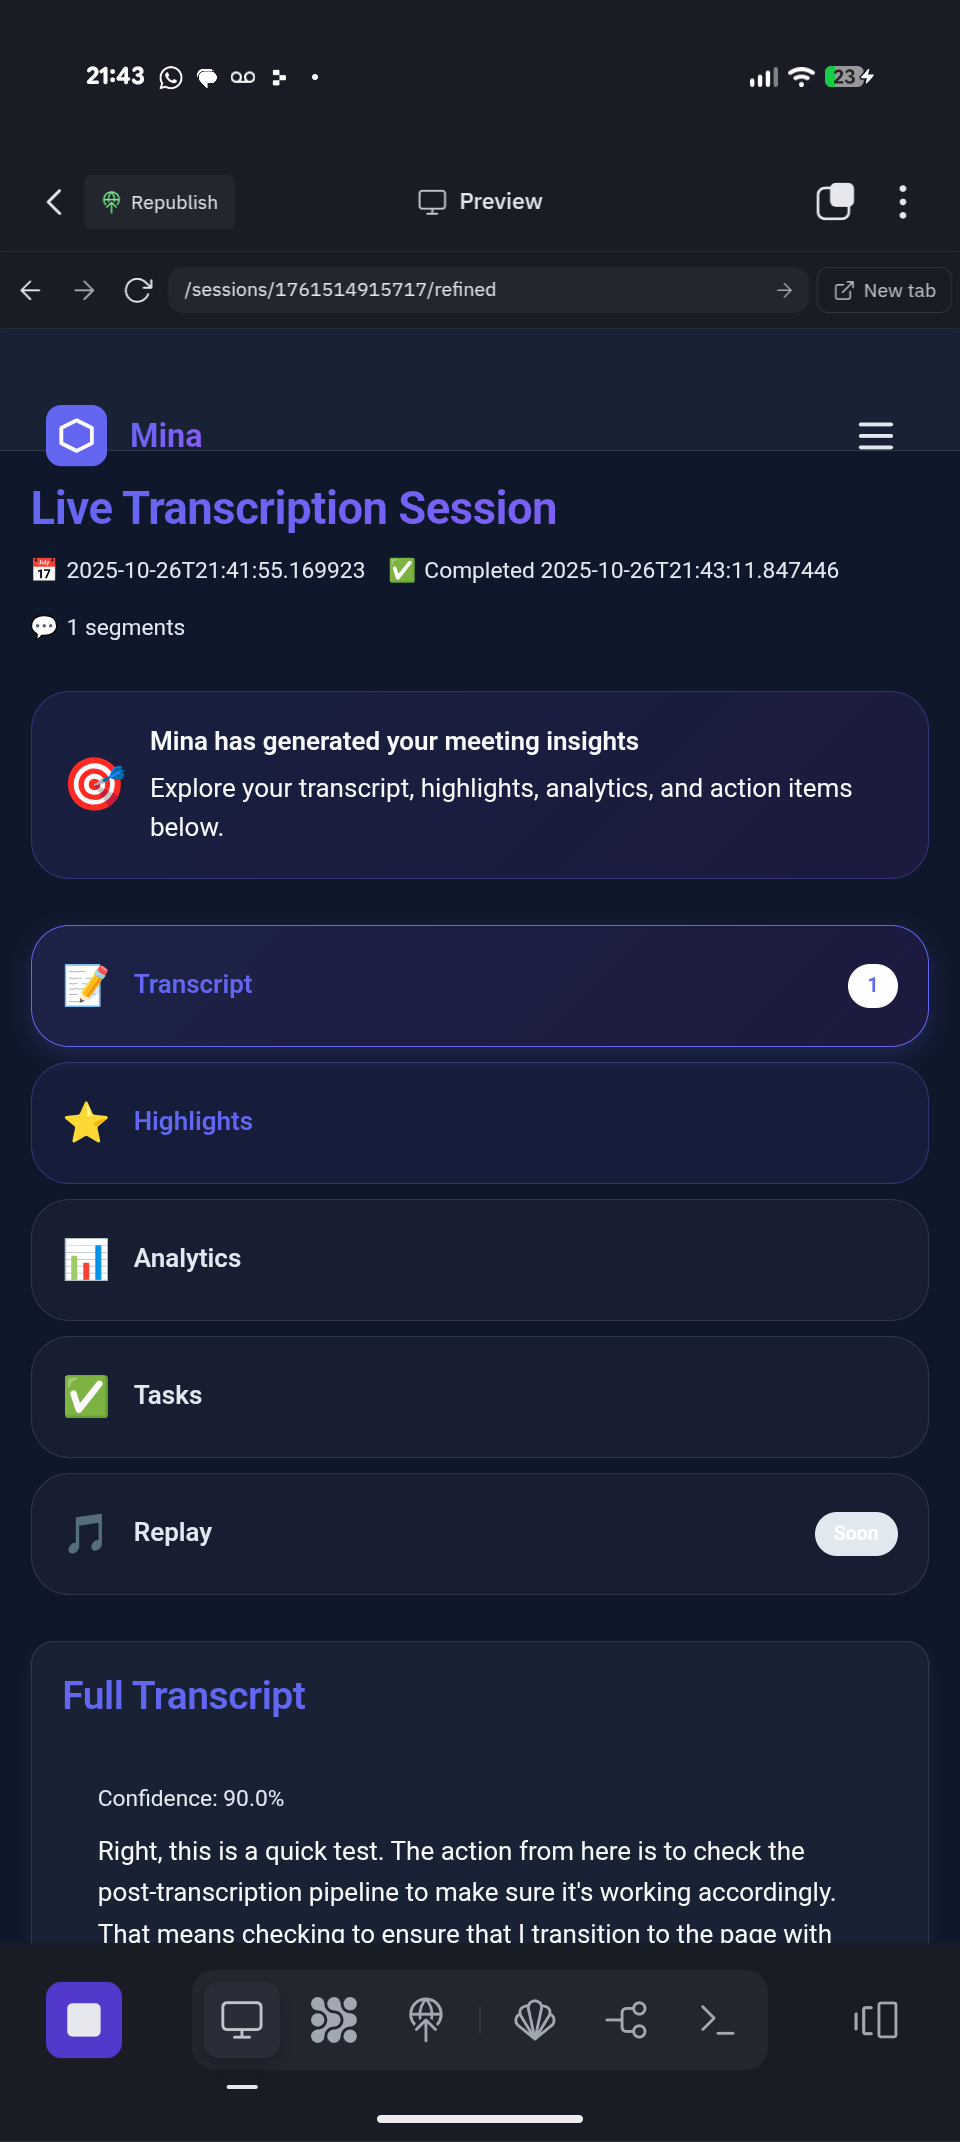 21:43
23
Republish
Preview
/sessions/1761514915717/refined
New tab
Mina
Live Transcription Session
2025-10-26T21:41:55.169923
Completed 2025-10-26T21:43:11.847446
1 segments
Mina has generated your meeting insights
Explore your transcript, highlights, analytics, and action items
below.
Transcript
1
Highlights
Analytics
Tasks
Replay
Soon
Full Transcript
Confidence: 90.0%
Right, this is a quick test. The action from here is to check the
post-transcription pipeline to make sure it's working accordingly.
That means checking to ensure that I transition to the page with